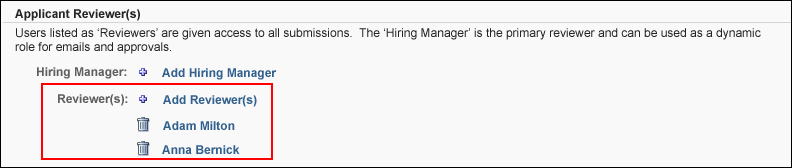 Applicant Reviewer(s)
Users listed as ‘Reviewers’ are given access to all submissions.  The ‘Hiring Manager’ is the primary reviewer and can be used as a dynamic
role for emails and approvals.
Hiring Manager: Add Hiring Manager
Reviewer(s): Add Reviewer(s)
Adam Milton
Anna Bernick